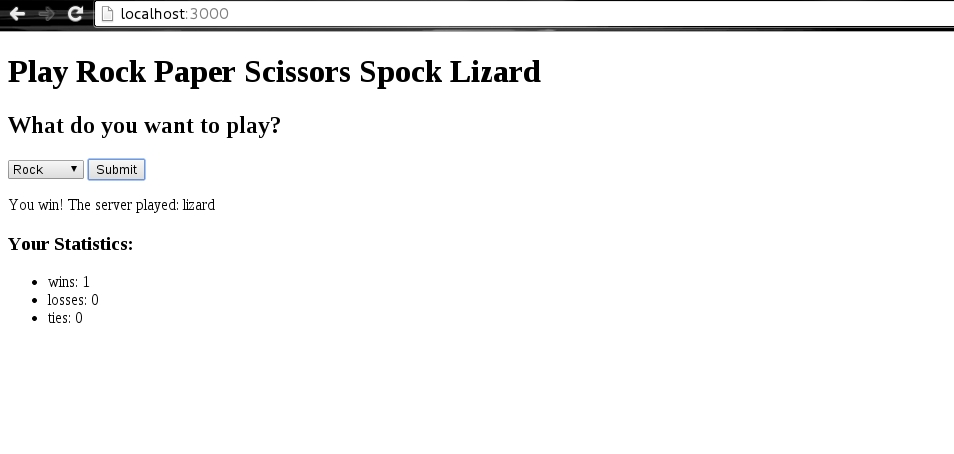 localhost:3000
Play Rock Paper Scissors Spock Lizard
What do you want to play?
Rock Submit
You win! The server played: lizard
Your Statistics:
wins: 1
losses: 0
ties: 0